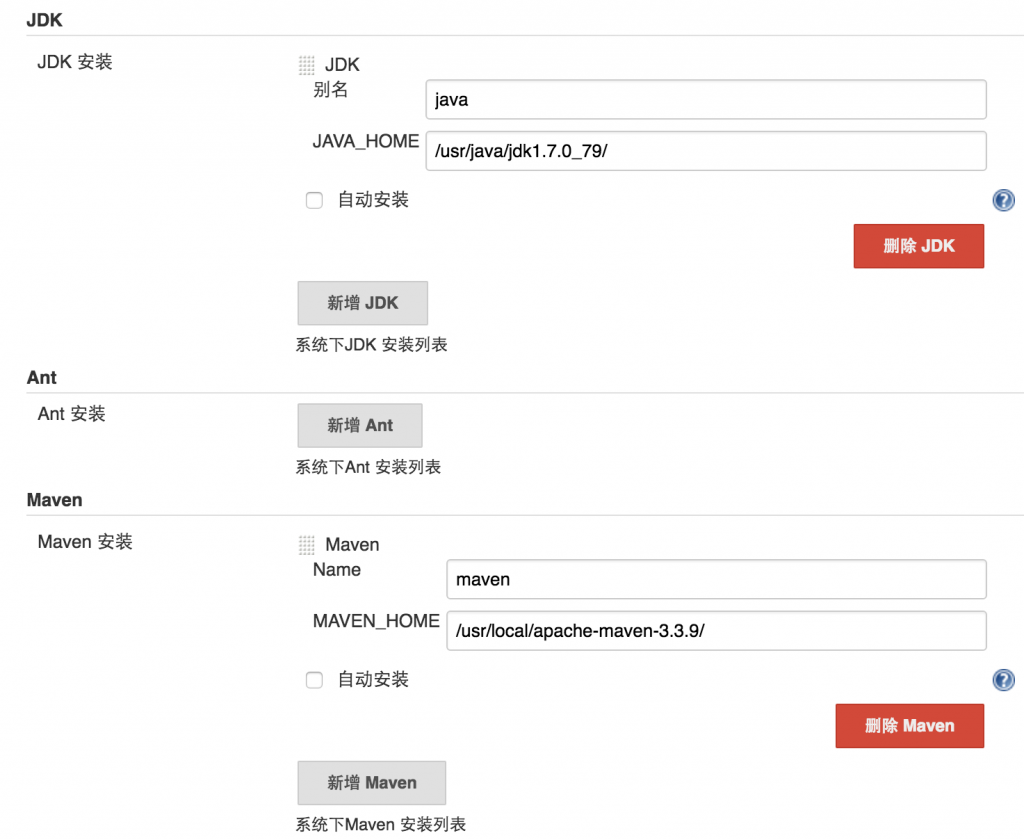 JDK
JDK 安装
JDK
别名
java
JAVA_HOME
/usr/java/jdk1.7.0_79/
自动安装
?
删除 JDK
新增 JDK
系统下JDK 安装列表
Ant
Ant 安装
新增 Ant
系统下Ant 安装列表
Maven
Maven 安装
Maven
Name
maven
MAVEN_HOME
/usr/local/apache-maven-3.3.9/
自动安装
?
删除 Maven
新增 Maven
系统下Maven 安装列表